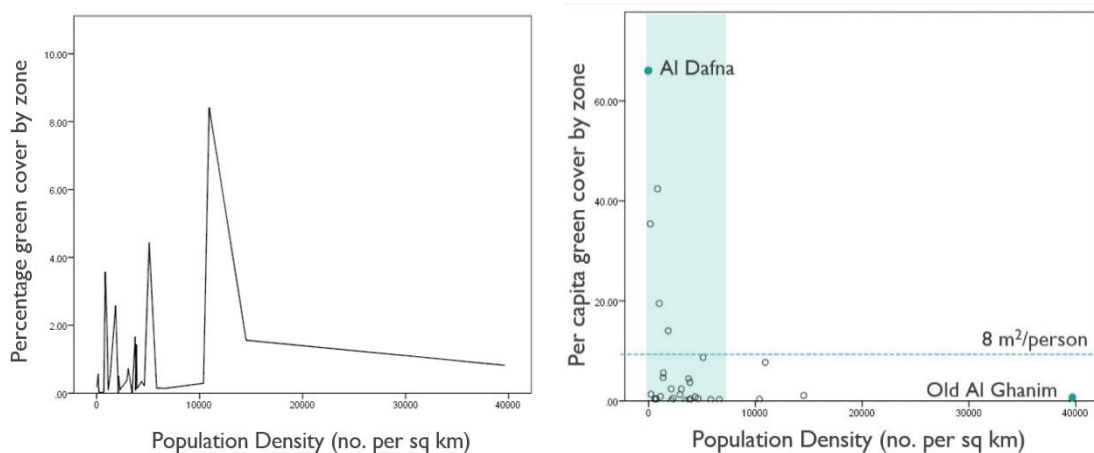 Percentage green cover by zone
10.00
8.00
6.00
4.00
2.00
.00
0
10000
20000
30000
40000
Population Density (no. per sq km)
Per capita green cover by zone
60.00
40.00
20.00
.00
Al Dafna
8 m²/person
Old Al Ghanim
0
10000
20000
30000
40000
Population Density (no. per sq km)